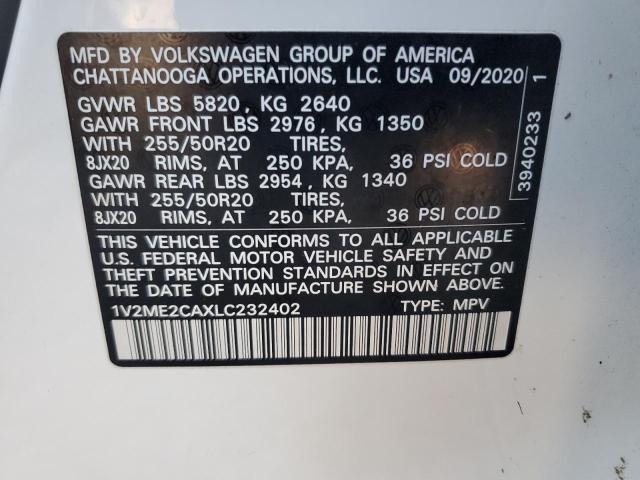 MFD BY VOLKSWAGEN GROUP OF AMERICA
CHATTANOOGA OPERATIONS, LLC. USA 09/2020
GVWR LBS 5820, KG 2640
GAWR FRONT LBS 2976, KG 1350
WITH 255/50R20 TIRES,
8JX20 RIMS, AT 250 KPA, 36 PSI COLD
GAWR REAR LBS 2954, KG 1340
WITH 255/50R20 TIRES,
8JX20 RIMS, AT 250 KPA, 36 PSI COLD
THIS VEHICLE CONFORMS TO ALL APPLICABLE
U.S. FEDERAL MOTOR VEHICLE SAFETY AND
THEFT PREVENTION STANDARDS IN EFFECT ON
THE DATE OF MANUFACTURE SHOWN ABOVE.
1V2ME2CAXLC232402 TYPE: MPV
3940233 1